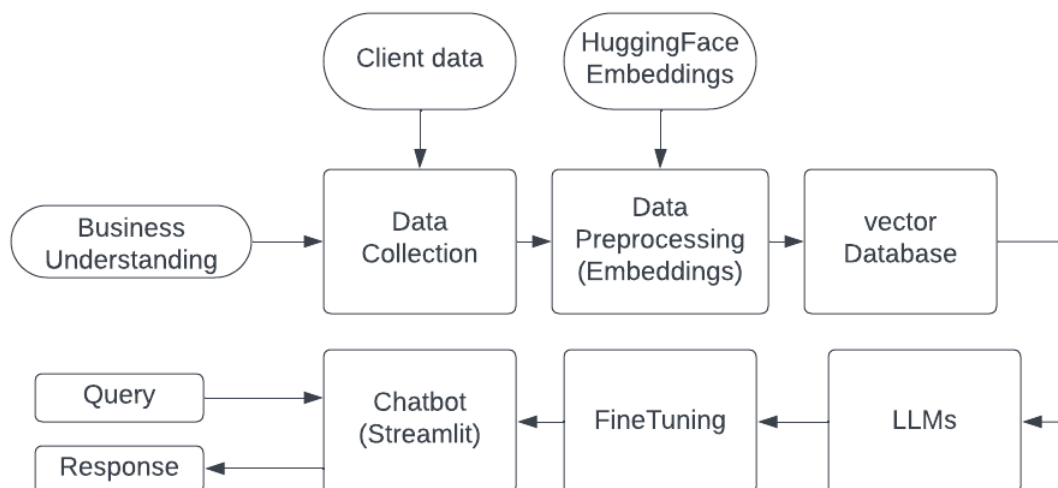 Client data
HuggingFace
Embeddings
Business
Understanding
Data
Collection
Data
Preprocessing
(Embeddings)
vector
Database
Query
Response
Chatbot
(Streamlit)
FineTuning
LLMs